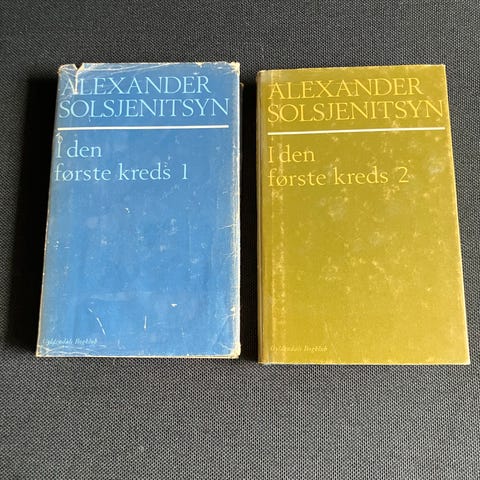 ALEXANDER
SOLSJENITSYN
I den
første kreds 1
Gyldendals Bogklub
ALEXANDER
SOLSJENITSYN
I den
første kreds 2
Gyldendals Bogklub